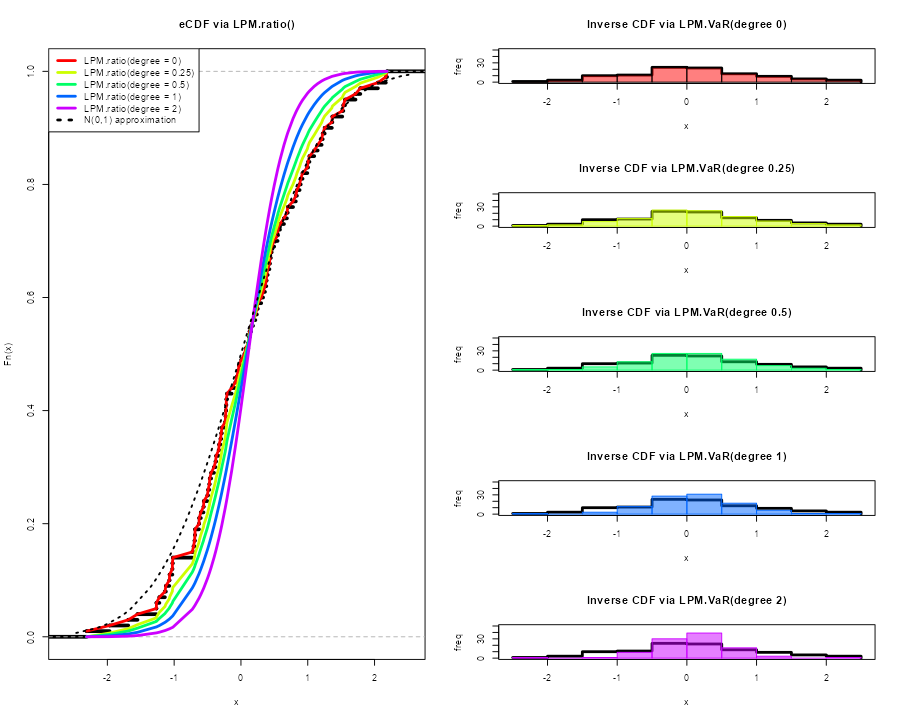 eCDF via LPM.ratio()
LPM.ratio(degree = 0)
LPM.ratio(degree = 0.25)
LPM.ratio(degree = 0.5)
LPM.ratio(degree = 1)
LPM.ratio(degree = 2)
N(0,1) approximation
Fn(x)
1.0
0.8
0.6
0.4
0.2
0.0
-2 -1 0 1 2
x
Inverse CDF via LPM.VaR(degree 0)
freq
30
0
-2 -1 0 1 2
x
Inverse CDF via LPM.VaR(degree 0.25)
freq
30
0
-2 -1 0 1 2
x
Inverse CDF via LPM.VaR(degree 0.5)
freq
30
0
-2 -1 0 1 2
x
Inverse CDF via LPM.VaR(degree 1)
freq
30
0
-2 -1 0 1 2
x
Inverse CDF via LPM.VaR(degree 2)
freq
30
0
-2 -1 0 1 2
x